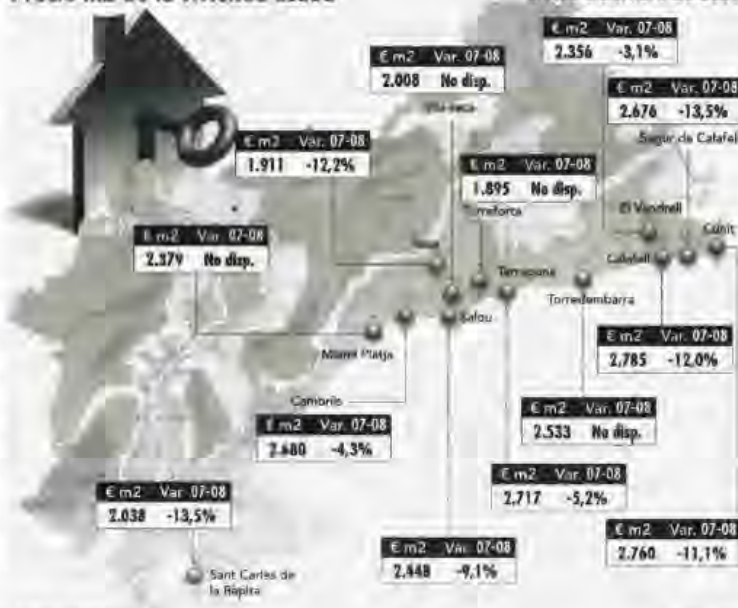 € m2 Var. 07-08
2.356 -3,1%
€ m2 Var. 07-08
2.008 No disp.
Vila-seca
€ m2 Var. 07-08
2.676 -13,5%
Segur de Calafell
€ m2 Var. 07-08
1.911 -12,2%
€ m2 Var. 07-08
1.895 No disp.
Torreforta
El Vendrell
Cunit
Calafell
€ m2 Var. 07-08
2.379 No disp.
Tarragona
Torredembarra
Salou
Miami Platja
€ m2 Var. 07-08
2.785 -12,0%
Cambrils
€ m2 Var. 07-08
-4,3%
€ m2 Var. 07-08
2.533 No disp.
€ m2 Var. 07-08
2.717 -5,2%
€ m2 Var. 07-08
2.038 -13,5%
€ m2 Var. 07-08
2.760 -11,1%
€ m2 Var. 07-08
2.448 -9,1%
Sant Carles de
la Ràpita